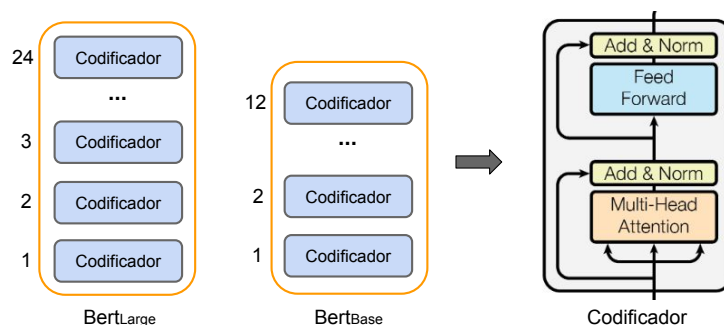 24
Codificador
...
3
Codificador
2
Codificador
1
Codificador
BertLarge
12
Codificador
...
2
Codificador
1
Codificador
BertBase
Add & Norm
Feed
Forward
Add & Norm
Multi-Head
Attention
Codificador